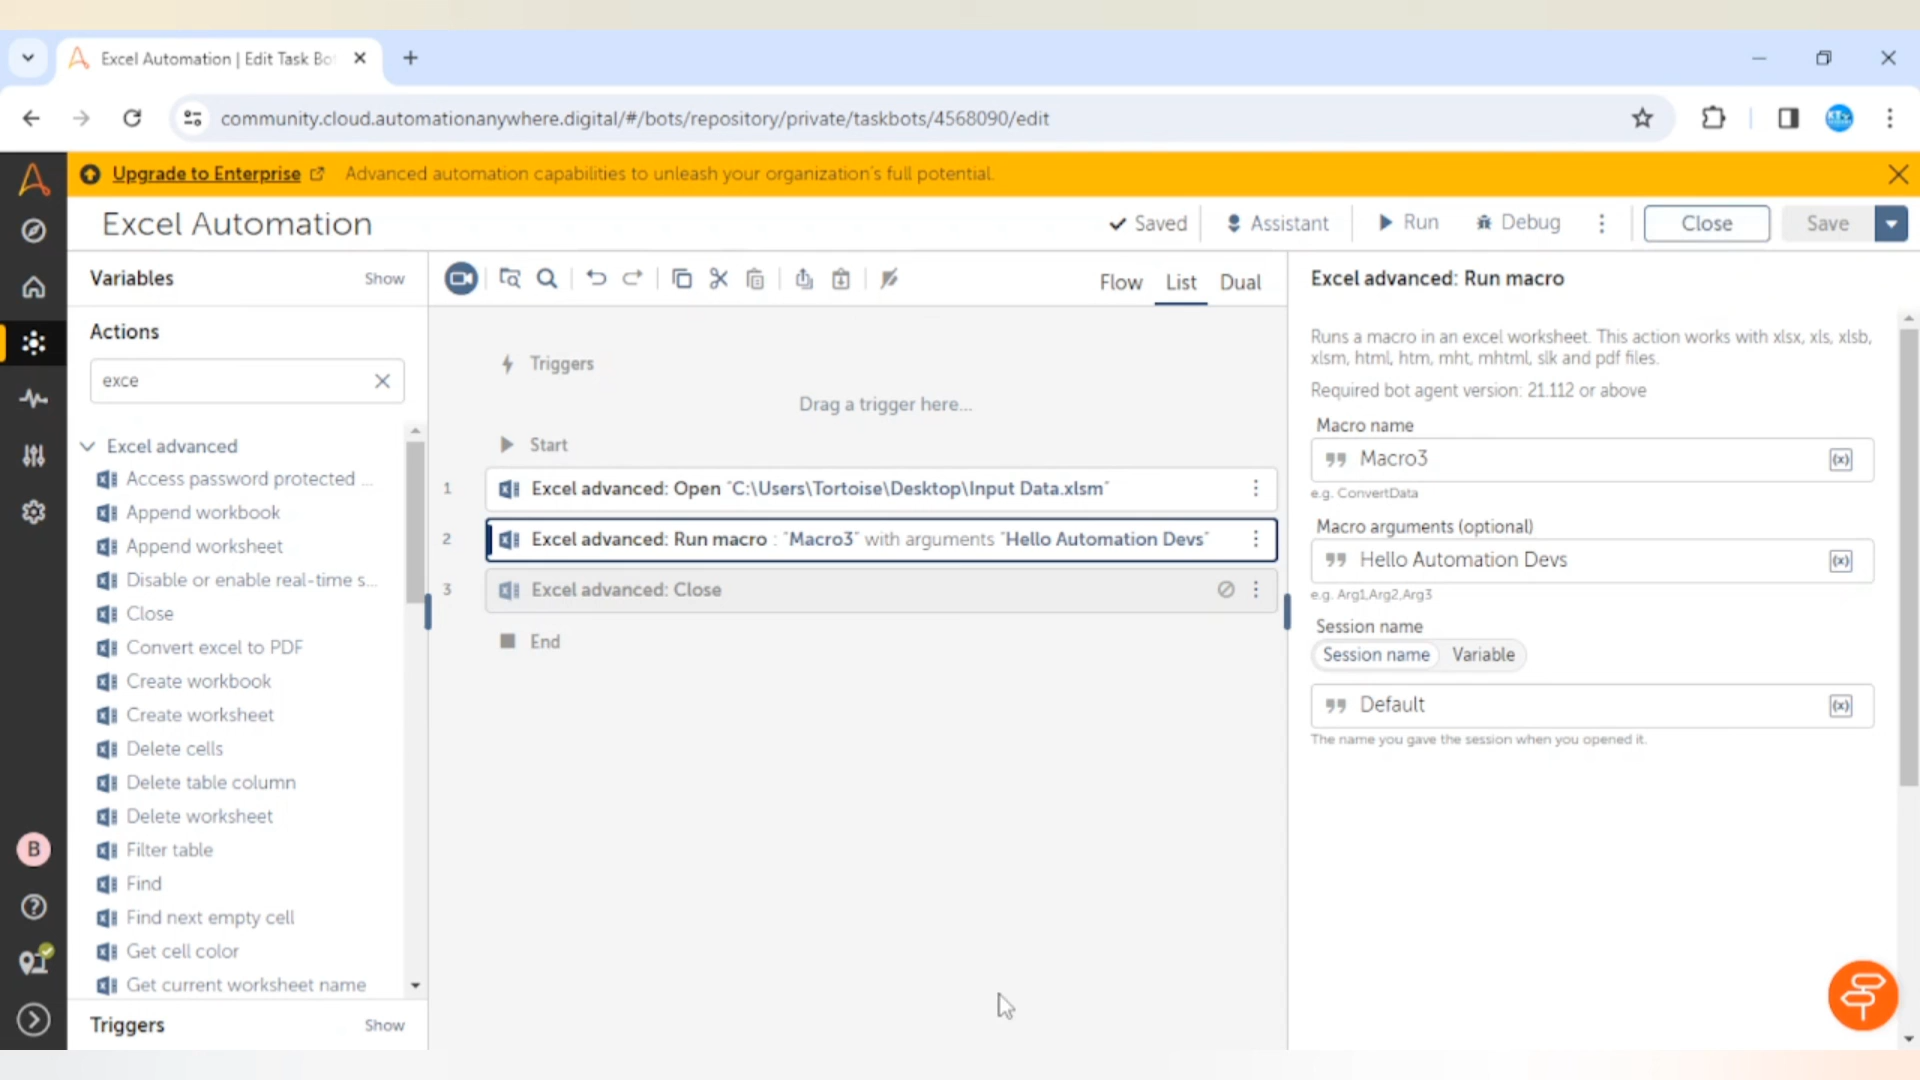 Excel Automation | Edit Task Bo
community.cloud.automationanywhere.digital/#/bots/repository/private/taskbots/4568090/edit
Upgrade to Enterprise Advanced automation capabilities to unleash your organization's full potential.
Excel Automation
Saved
Assistant
Run
Debug
Close
Save
Variables
Show
Actions
exce
Excel advanced
Access password protected ...
Append workbook
Append worksheet
Disable or enable real-time s...
Close
Convert excel to PDF
Create workbook
Create worksheet
Delete cells
Delete table column
Delete worksheet
Filter table
Find
Find next empty cell
Get cell color
Get current worksheet name
Triggers
Show
B
Flow
List
Dual
Triggers
Drag a trigger here...
Start
1 Excel advanced: Open "C:\Users\Tortoise\Desktop\Input Data.xlsm"
2 Excel advanced: Run macro : "Macro3" with arguments "Hello Automation Devs"
3 Excel advanced: Close
End
Excel advanced: Run macro
Runs a macro in an excel worksheet. This action works with xlsx, xls, xlsb,
xlsm, html, htm, mht, mhtml, slk and pdf files.
Required bot agent version: 21.112 or above
Macro name
Macro3 (x)
e.g. ConvertData
Macro arguments (optional)
Hello Automation Devs (x)
e.g. Arg1,Arg2,Arg3
Session name
Session name Variable
Default (x)
The name you gave the session when you opened it.